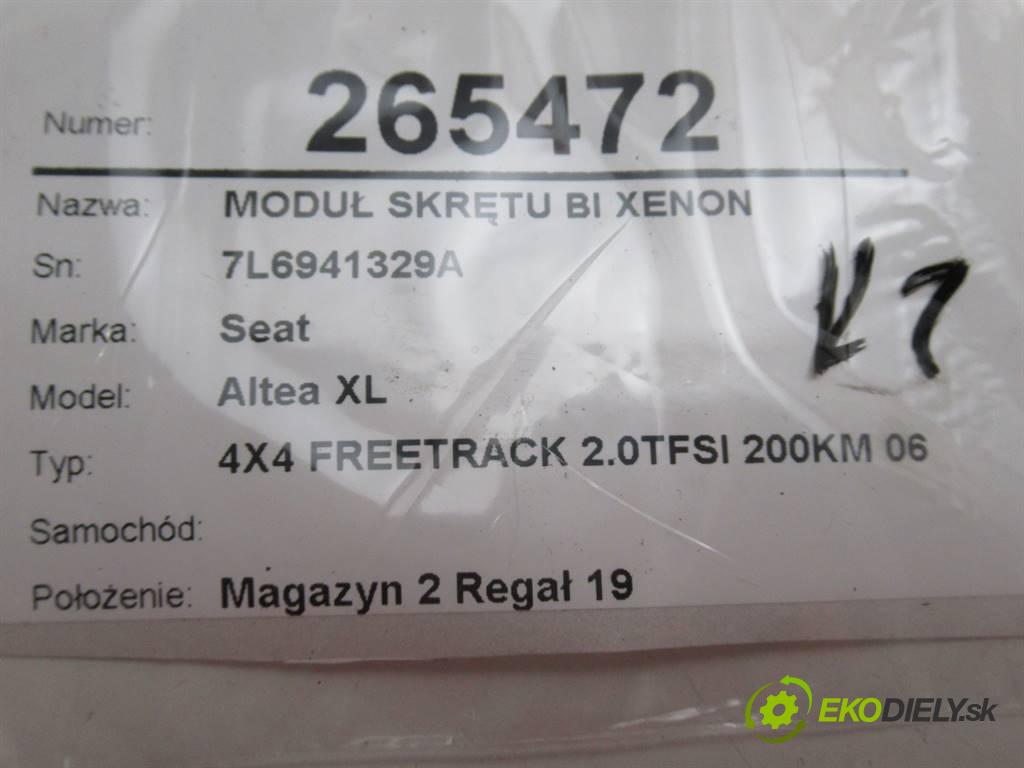 Numer: 265472
Nazwa: MODUŁ SKRĘTU BI XENON
Sn: 7L6941329A
Marka: Seat
Model: Altea XL
Typ: 4X4 FREETRACK 2.0TFSI 200KM 06
Samochód:
Położenie: Magazyn 2 Regał 19
K1
EKODIELY.sk